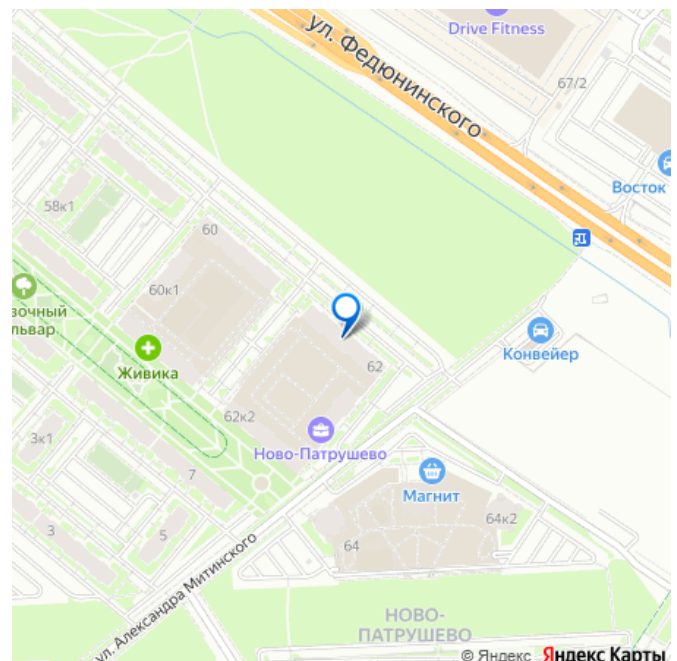 Drive Fitness
ул. Федюнинского
67/2
Восток
58к1
60
60к1
вочный
львар
Живика
Конвейер
62
62к2
Ново-Патрушево
3к1
7
Магнит
64к2
3
5
64
ул. Александра Митинского
НОВО-
ПАТРУШЕВО
© Яндекс Яндекс Карты